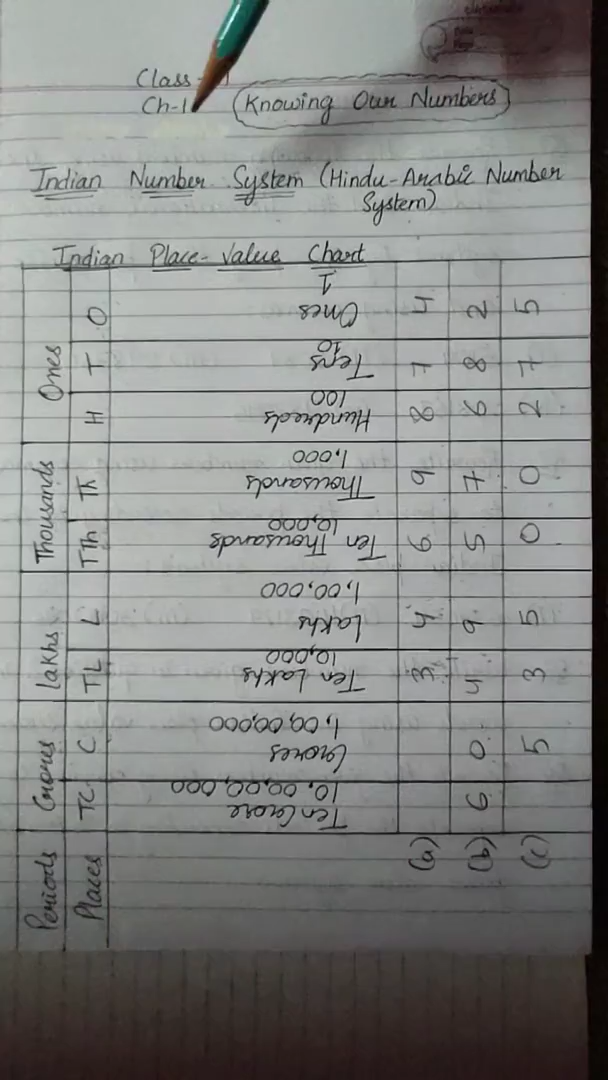 Class-
Ch-1
Knowing Our Numbers
Indian Number System (Hindu-Arabic Number
System)
Indian Place-Value Chart
Periods Crores Lakhs Thousands Ones
Places TC C TL L TTh Th H T O
Ten Crore
10,00,00,000
Crores
1,00,00,000
Ten Lakhs
10,000
Lakhs
1,00,000
Ten Thousands
10,000
Thousands
1,000
Hundreds
100
Tens
10
Ones
1
(a) 3 4 6 9 8 7 4
(b) 6 0 4 9 5 7 6 8 2
(c) 5 3 5 0 0 2 7 5